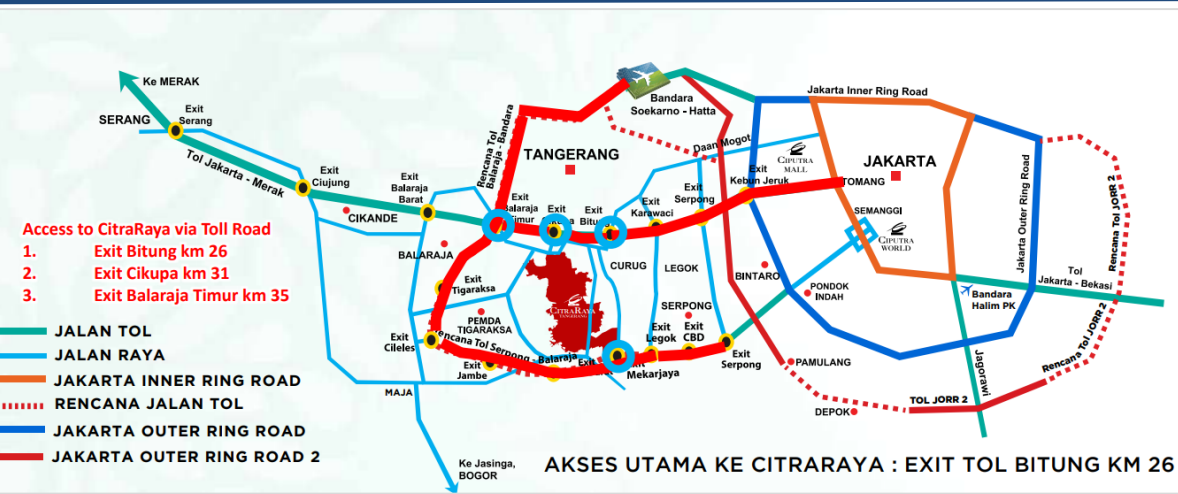 Ke MERAK
Exit
Serang
SERANG
Tol Jakarta - Merak
Exit
Ciujung
CIKANDE
Exit
Balaraja
Barat
Rencana Tol
Balaraja - Bandara
TANGERANG
Bandara
Soekarno - Hatta
Jakarta Inner Ring Road
Daan Mogot
CIPUTRA
MALL
JAKARTA
TOMANG
Exit
Kebun Jeruk
Exit
Serpong
Exit
Karawaci
Exit
Bitung
Exit
Exit
Balaraja
Timur
SEMANGGI
CIPUTRA
WORLD
Jakarta Outer Ring Road
Rencana Tol JORR 2
Access to CitraRaya via Toll Road
1. Exit Bitung km 26
2. Exit Cikupa km 31
3. Exit Balaraja Timur km 35
BALARAJA
Exit
Tigaraksa
PEMDA
TIGARAKSA
CITRARAYA
TANGERANG
CURUG
LEGOK
SERPONG
BINTARO
PONDOK
INDAH
Bandara
Halim PK
Tol
Jakarta - Bekasi
Exit
Cileles
Rencana Tol Serpong - Balaraja
Exit
Jambe
Exit
Mekarjaya
Exit
Legok
Exit
CBD
Exit
Serpong
PAMULANG
DEPOK
TOL JORR 2
Jagorawi
Rencana Tol JORR 2
MAJA
Ke Jasinga,
BOGOR
JALAN TOL
JALAN RAYA
JAKARTA INNER RING ROAD
RENCANA JALAN TOL
JAKARTA OUTER RING ROAD
JAKARTA OUTER RING ROAD 2
AKSES UTAMA KE CITRARAYA : EXIT TOL BITUNG KM 26